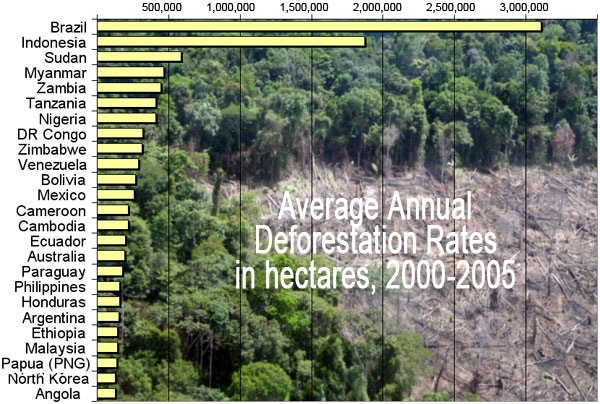 500,000 1,000,000 1,500,000 2,000,000 2,500,000 3,000,000
Brazil
Indonesia
Sudan
Myanmar
Zambia
Tanzania
Nigeria
DR Congo
Zimbabwe
Venezuela
Bolivia
Mexico
Cameroon
Cambodia
Ecuador
Australia
Paraguay
Philippines
Honduras
Argentina
Ethiopia
Malaysia
Papua (PNG)
North Korea
Angola
Average Annual
Deforestation Rates
in hectares, 2000-2005